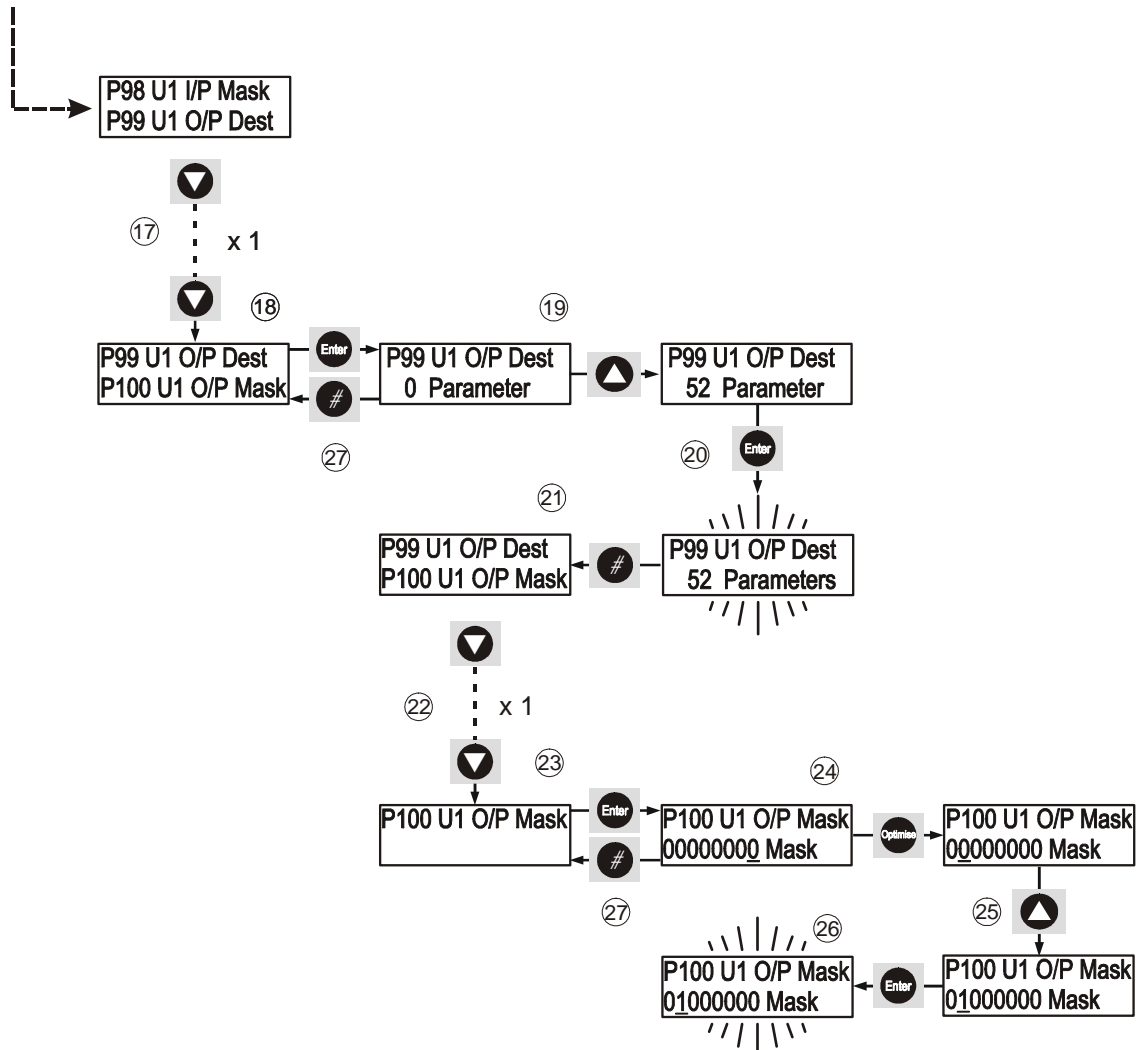 P98 U1 I/P Mask
P99 U1 O/P Dest
17
x 1
18
19
P99 U1 O/P Dest
P100 U1 O/P Mask
Enter
#
27
P99 U1 O/P Dest
0 Parameter
P99 U1 O/P Dest
52 Parameter
20
Enter
21
P99 U1 O/P Dest
P100 U1 O/P Mask
#
P99 U1 O/P Dest
52 Parameters
22
x 1
23
24
P100 U1 O/P Mask
Enter
#
27
P100 U1 O/P Mask
00000000 Mask
Optimise
P100 U1 O/P Mask
00000000 Mask
25
26
P100 U1 O/P Mask
01000000 Mask
Enter
P100 U1 O/P Mask
01000000 Mask